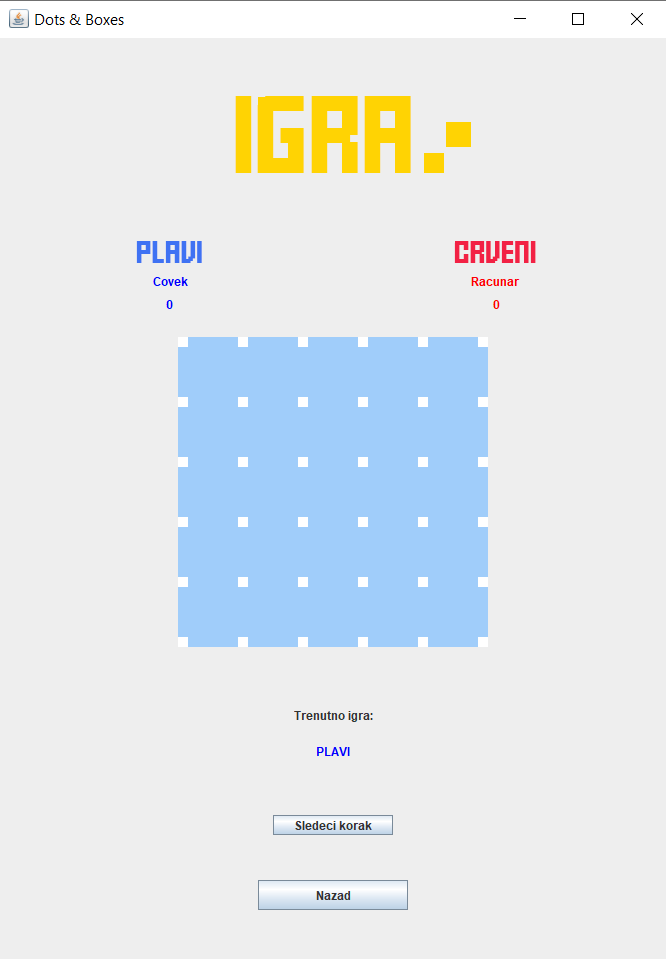 Dots & Boxes
IGRA
PLAVI
CRVENI
Covek
Racunar
0
0
Trenutno igra:
PLAVI
Sledeci korak
Nazad